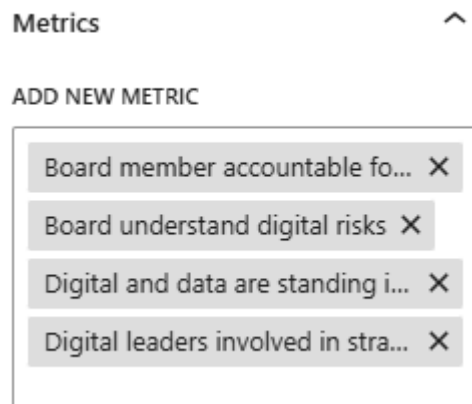 Metrics
ADD NEW METRIC
Board member accountable fo...
Board understand digital risks
Digital and data are standing i...
Digital leaders involved in stra...